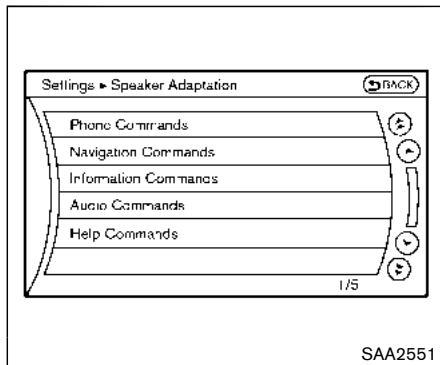 Settings ▸ Speaker Adaptation BACK
Phone Commands
Navigation Commands
Information Commands
Audio Commands
Help Commands
1/5
SAA2551